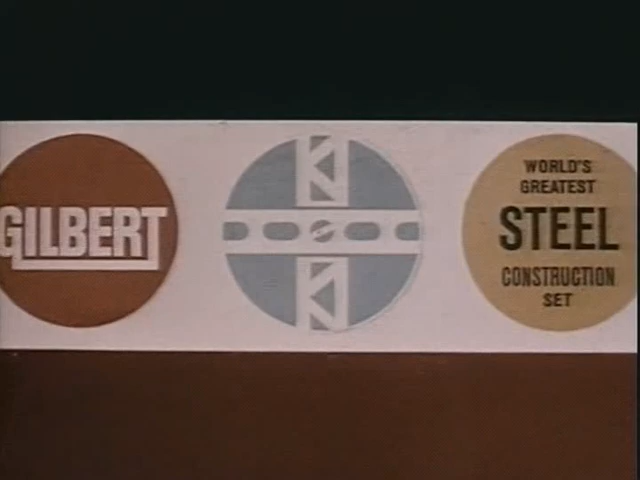 GILBERT
WORLD'S
GREATEST
STEEL
CONSTRUCTION
SET